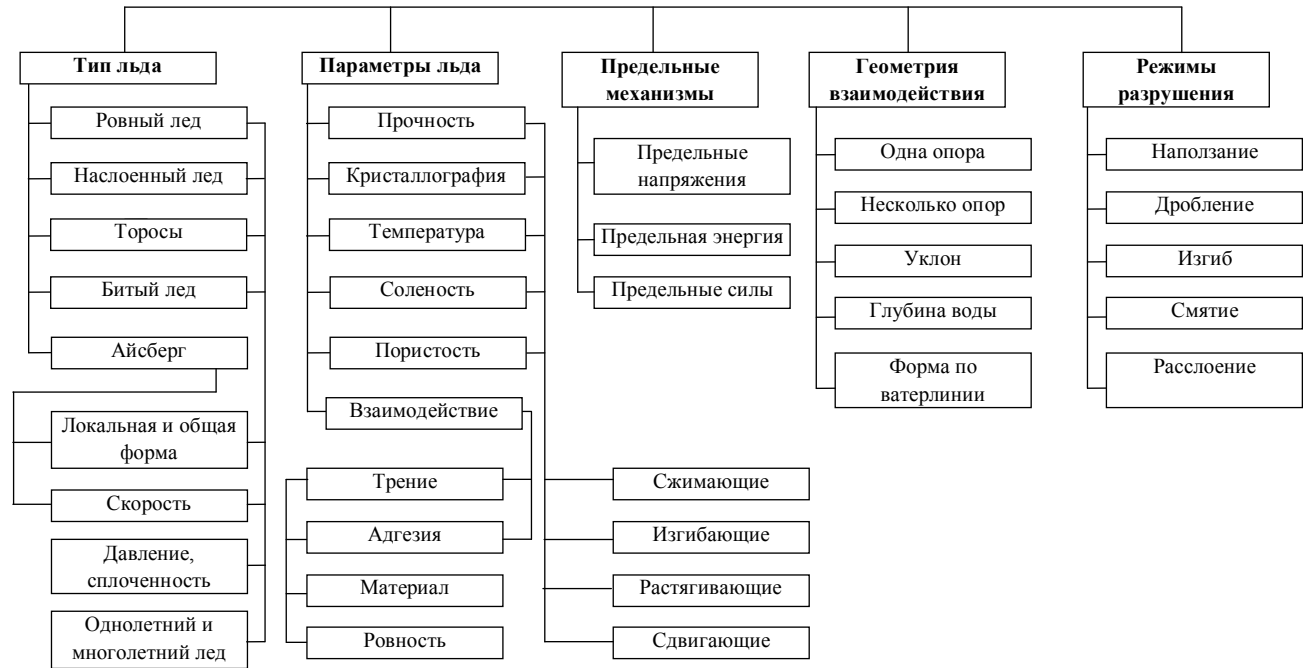 Тип льда
Ровный лед
Наслоенный лед
Торосы
Битый лед
Айсберг
Локальная и общая
форма
Скорость
Давление,
сплоченность
Однолетний и
многолетний лед
Параметры льда
Прочность
Кристаллография
Температура
Соленость
Пористость
Взаимодействие
Трение
Адгезия
Материал
Ровность
Сжимающие
Изгибающие
Растягивающие
Сдвигающие
Предельные
механизмы
Предельные
напряжения
Предельная энергия
Предельные силы
Геометрия
взаимодействия
Одна опора
Несколько опор
Уклон
Глубина воды
Форма по
ватерлинии
Режимы
разрушения
Наползание
Дробление
Изгиб
Смятие
Расслоение